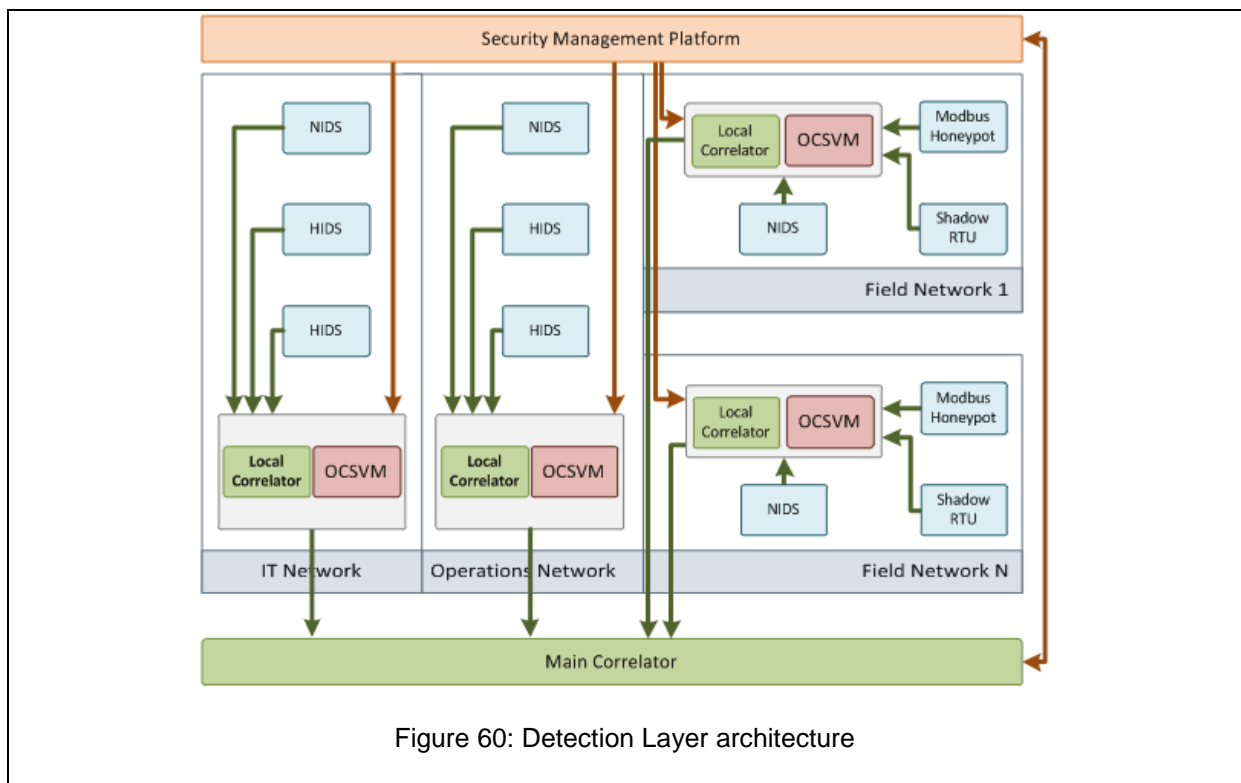 Security Management Platform
NIDS
HIDS
HIDS
Local
Correlator
OCSVM
IT Network
NIDS
HIDS
HIDS
Local
Correlator
OCSVM
Operations Network
Local
Correlator
OCSVM
Modbus
Honeypot
NIDS
Shadow
RTU
Field Network 1
Local
Correlator
OCSVM
Modbus
Honeypot
NIDS
Shadow
RTU
Field Network N
Main Correlator
Figure 60: Detection Layer architecture